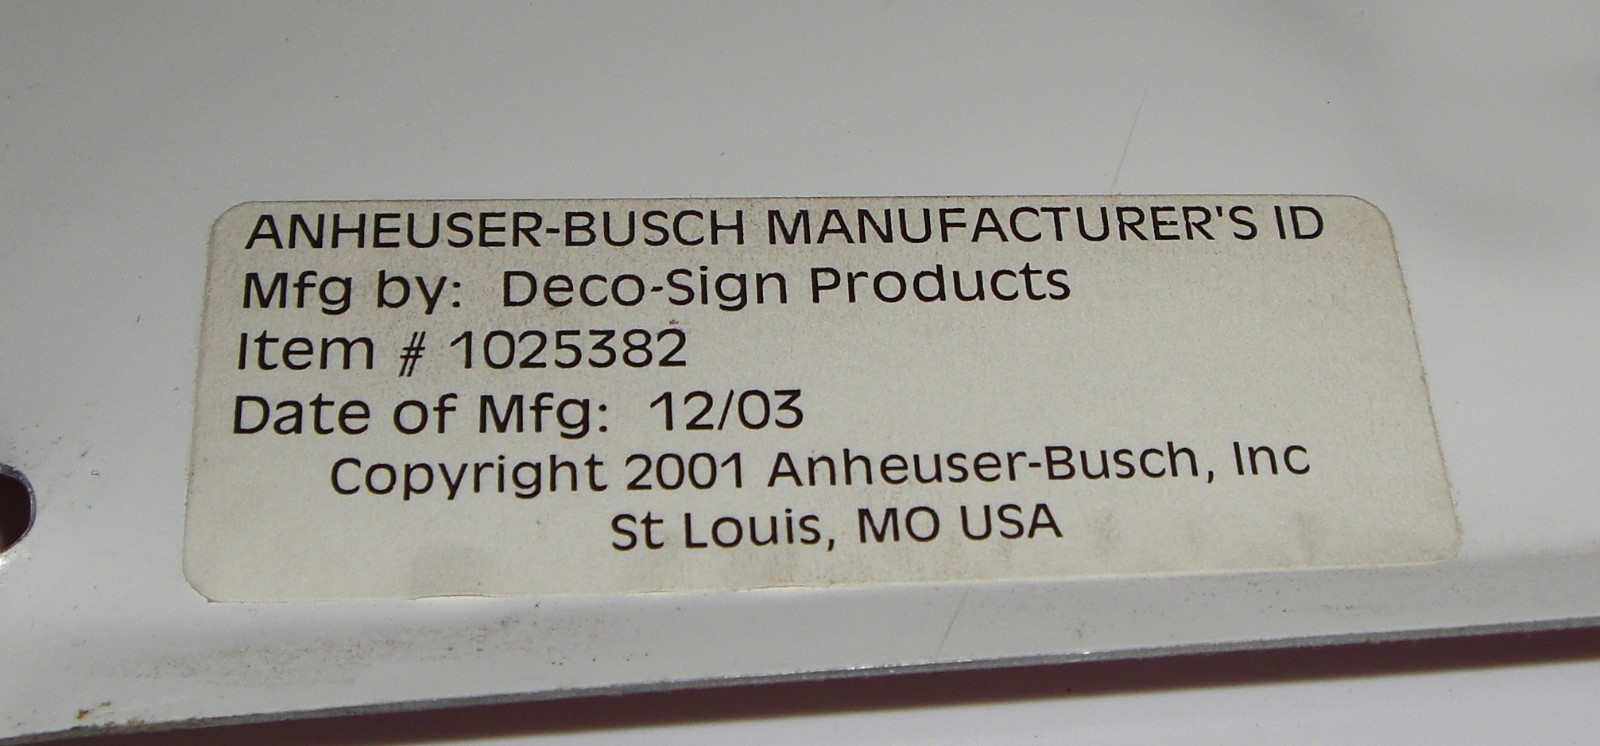 ANHEUSER-BUSCH MANUFACTURER'S ID
Mfg by: Deco-Sign Products
Item # 1025382
Date of Mfg: 12/03
Copyright 2001 Anheuser-Busch, Inc
St Louis, MO USA